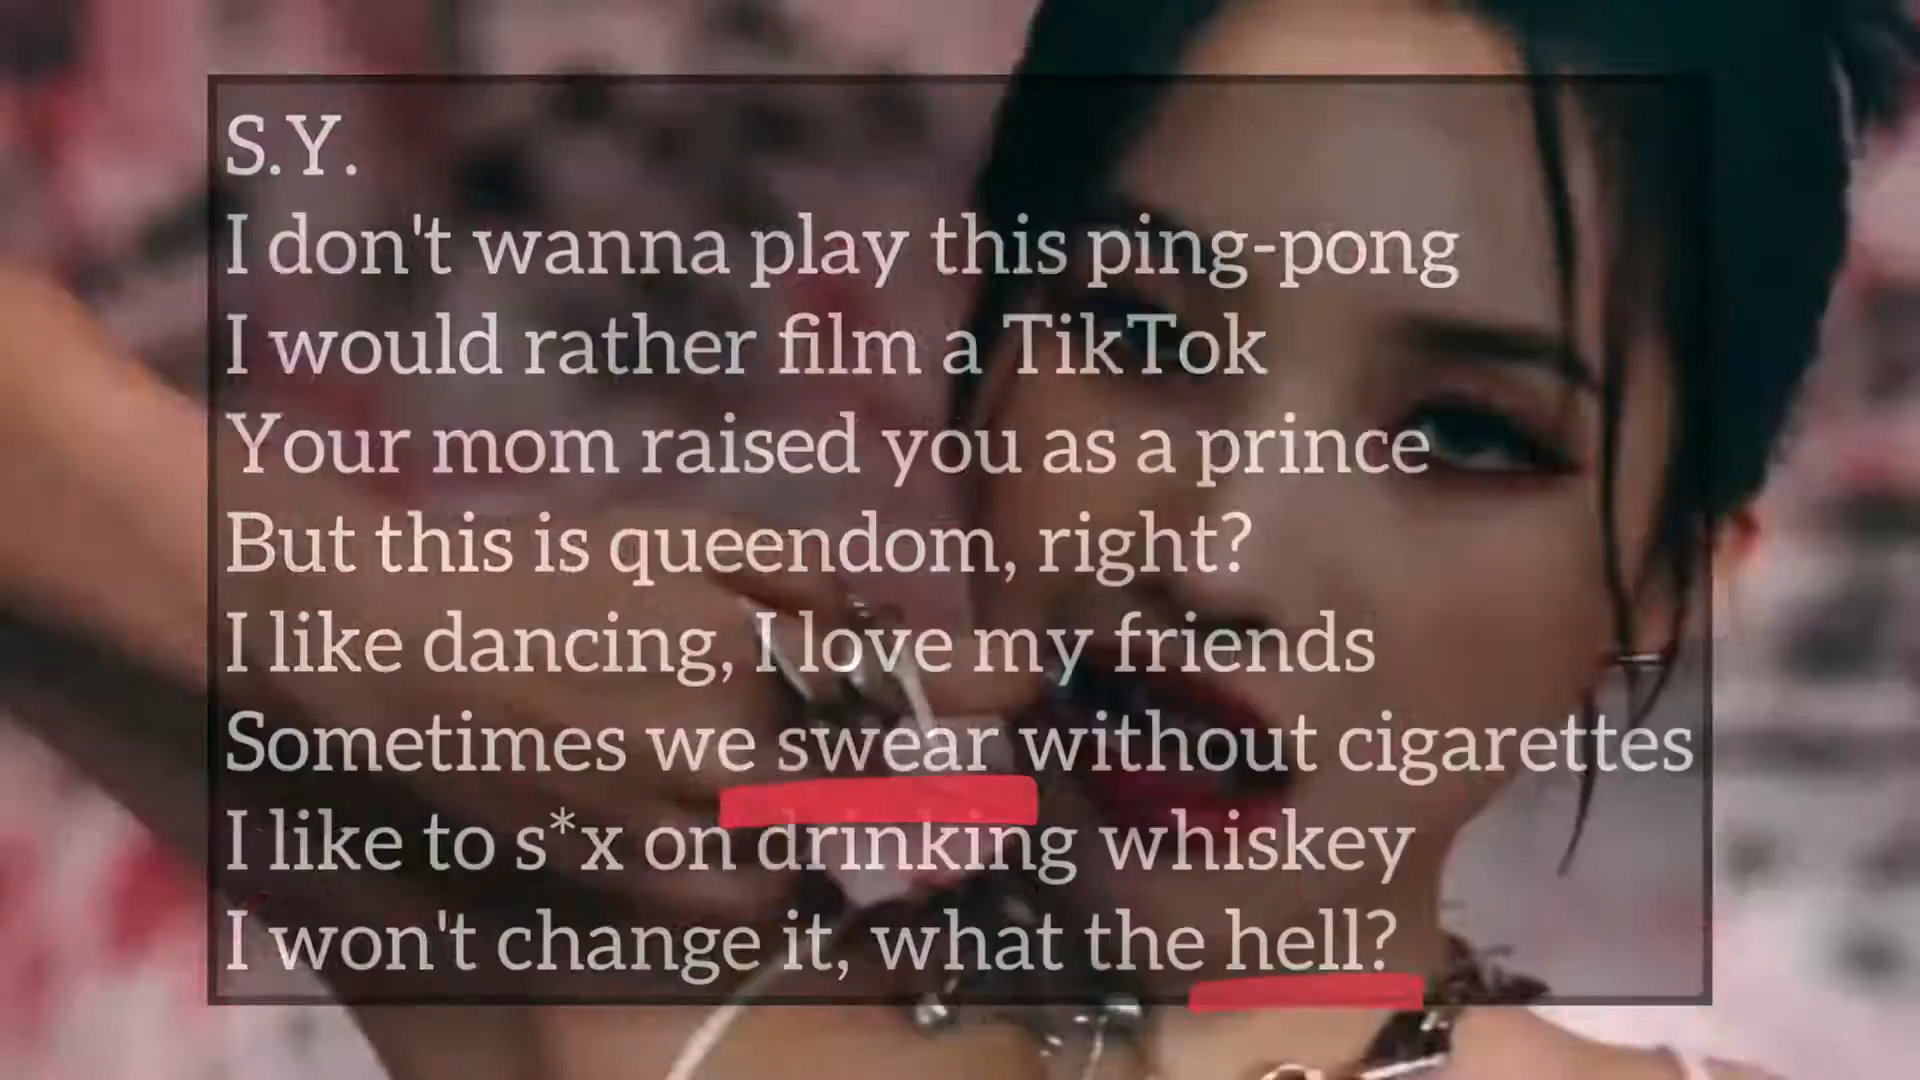 S.Y.
I don't wanna play this ping-pong
I would rather film a TikTok
Your mom raised you as a prince
But this is queendom, right?
I like dancing, I love my friends
Sometimes we swear without cigarettes
I like to s*x on drinking whiskey
I won't change it, what the hell?